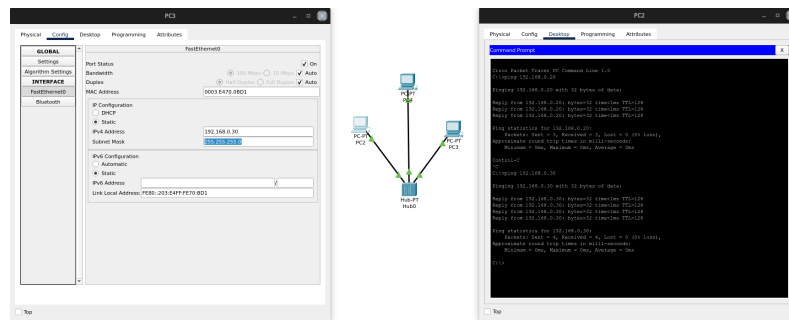 PC3
Physical Config Desktop Programming Attributes
GLOBAL
Settings
Algorithm Settings
INTERFACE
FastEthernet0
Bluetooth
FastEthernet0
Port Status On
Bandwidth 100 Mbps 10 Mbps Auto
Duplex Half Duplex Full Duplex Auto
MAC Address 0003.E470.0BD1
IP Configuration
DHCP
Static
IPv4 Address 192.168.0.30
Subnet Mask 255.255.255.0
IPv6 Configuration
Automatic
Static
IPv6 Address /
Link Local Address: FE80::203:E4FF:FE70:BD1
Top
PC-PT
PC-PT
PC2
PC-PT
PC3
Hub-PT
Hub0
PC2
Physical Config Desktop Programming Attributes
Command Prompt X
Cisco Packet Tracer PC Command Line 1.0
C:\>ping 192.168.0.20
Pinging 192.168.0.20 with 32 bytes of data:
Reply from 192.168.0.20: bytes=32 time<1ms TTL=128
Reply from 192.168.0.20: bytes=32 time<1ms TTL=128
Reply from 192.168.0.20: bytes=32 time<1ms TTL=128
Ping statistics for 192.168.0.20:
Packets: Sent = 3, Received = 3, Lost = 0 (0% loss),
Approximate round trip times in milli-seconds:
Minimum = 0ms, Maximum = 0ms, Average = 0ms
Control-C
^C
C:\>ping 192.168.0.30
Pinging 192.168.0.30 with 32 bytes of data:
Reply from 192.168.0.30: bytes=32 time<1ms TTL=128
Reply from 192.168.0.30: bytes=32 time<1ms TTL=128
Reply from 192.168.0.30: bytes=32 time<1ms TTL=128
Reply from 192.168.0.30: bytes=32 time<1ms TTL=128
Ping statistics for 192.168.0.30:
Packets: Sent = 4, Received = 4, Lost = 0 (0% loss),
Approximate round trip times in milli-seconds:
Minimum = 0ms, Maximum = 0ms, Average = 0ms
C:\>
Top